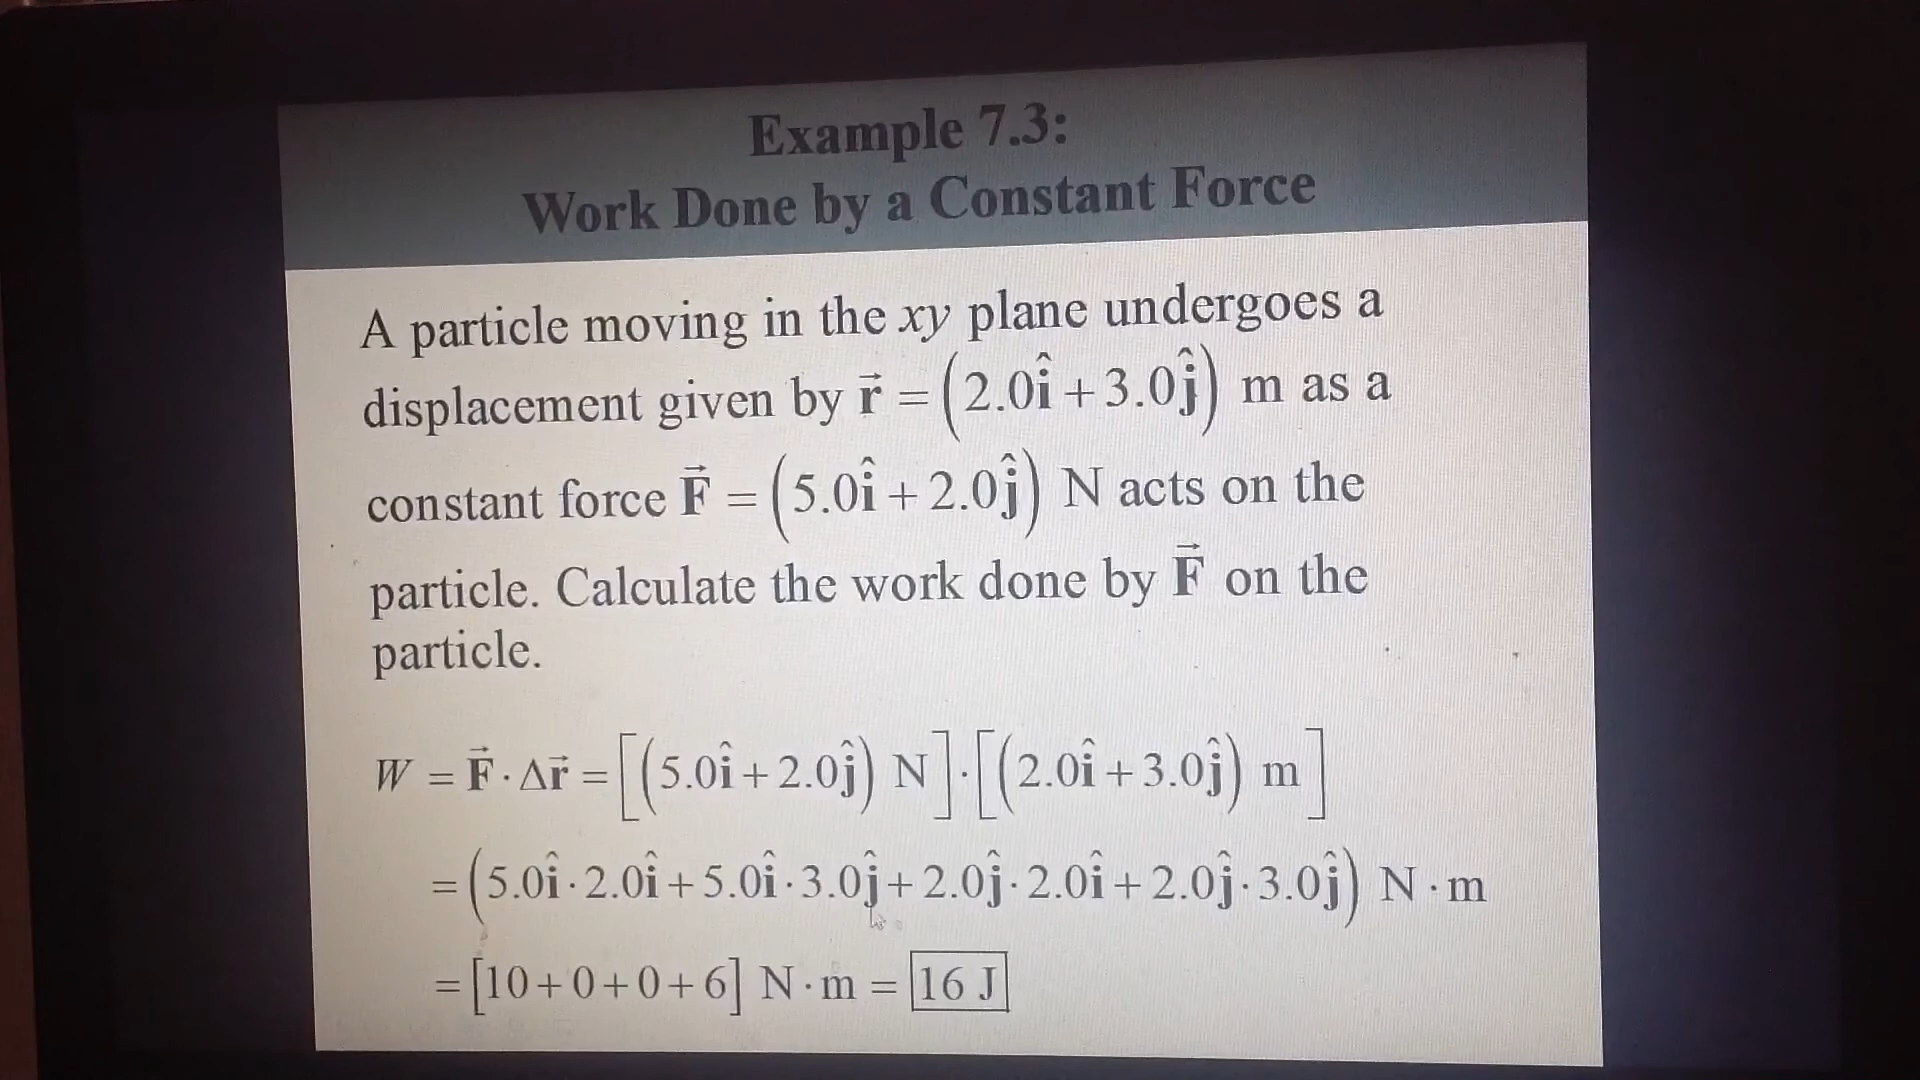 Example 7.3:
Work Done by a Constant Force
A particle moving in the xy plane undergoes a
displacement given by r⃗ = (2.0î + 3.0ĵ) m as a
constant force F⃗ = (5.0î + 2.0ĵ) N acts on the
particle. Calculate the work done by F⃗ on the
particle.
W = F⃗ · Δr⃗ = [(5.0î + 2.0ĵ) N] · [(2.0î + 3.0ĵ) m]
= (5.0î · 2.0î + 5.0î · 3.0ĵ + 2.0ĵ · 2.0î + 2.0ĵ · 3.0ĵ) N · m
= [10 + 0 + 0 + 6] N · m = 16 J